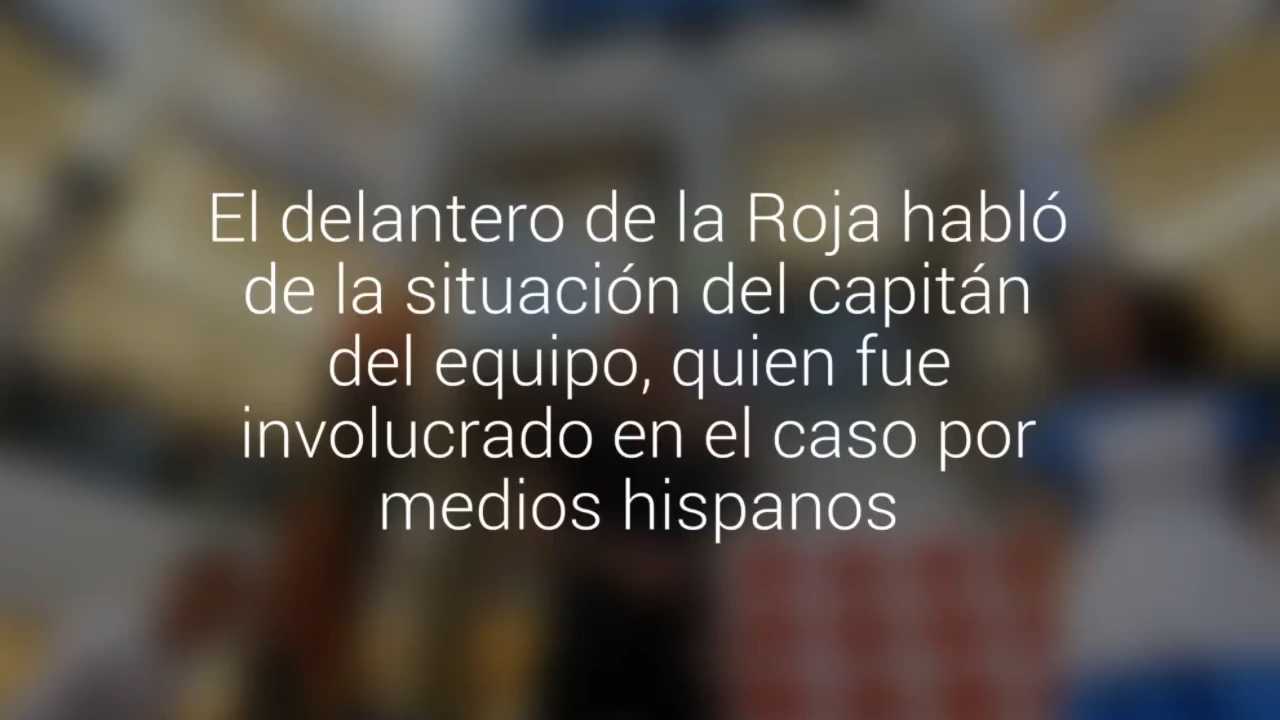 El delantero de la Roja habló
de la situación del capitán
del equipo, quien fue
involucrado en el caso por
medios hispanos